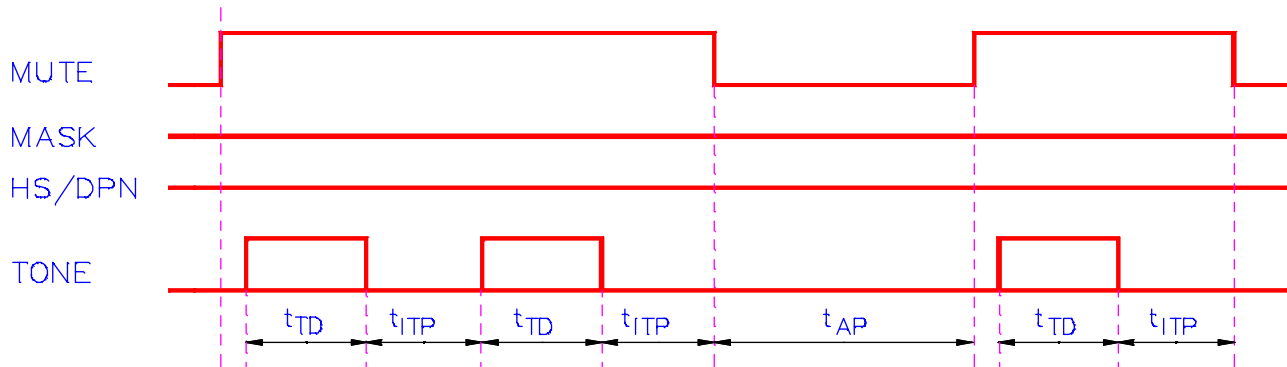 MUTE
MASK
HS/DPN
TONE
tTD tITP tTD tITP tAP tTD tITP